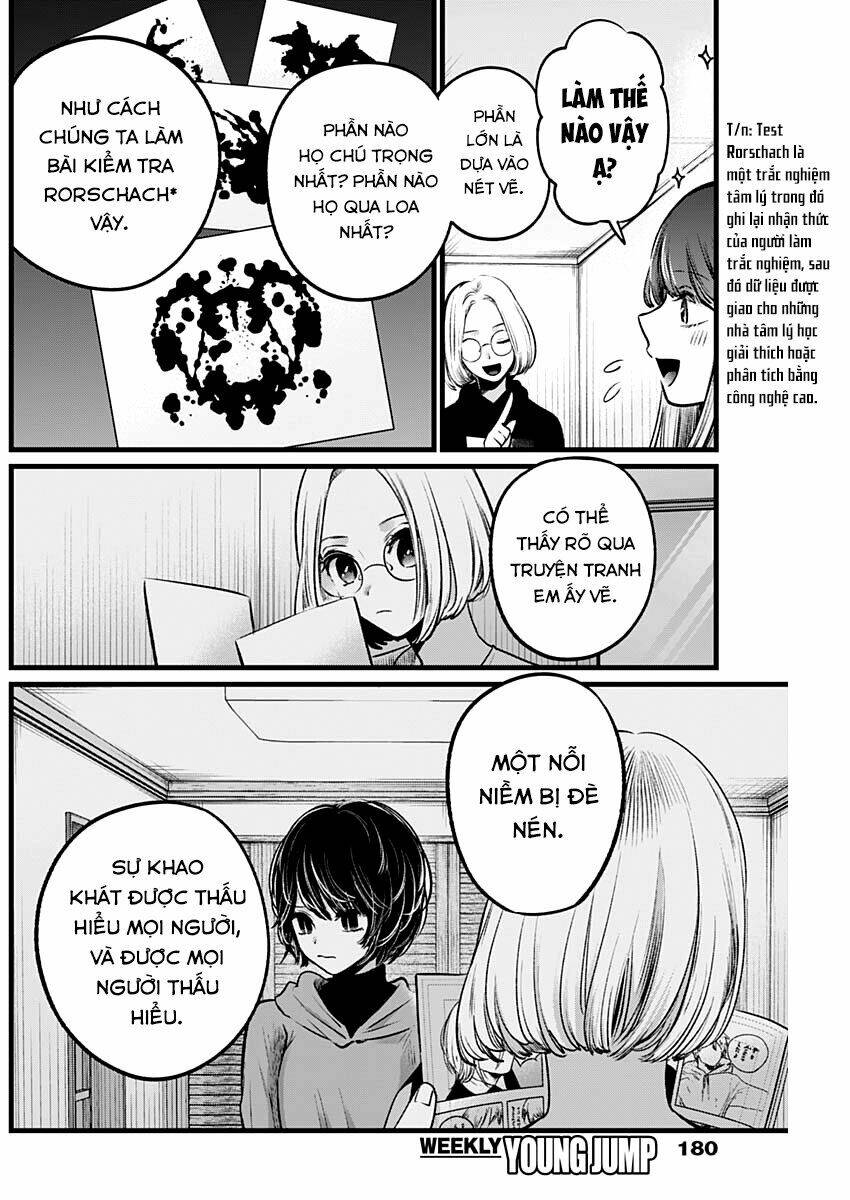 LÀM THẾ
NÀO VẬY
Ạ?
PHẦN
LỚN LÀ
DỰA VÀO
NÉT VẼ.
PHẦN NÀO
HỌ CHÚ TRỌNG
NHẤT? PHẦN NÀO
HỌ QUA LOA
NHẤT?
NHƯ CÁCH
CHÚNG TA LÀM
BÀI KIỂM TRA
RORSCHACH*
VẬY.
T/n: Test
Rorschach là
một trắc nghiệm
tâm lý trong đó
ghi lại nhận thức
của người làm
trắc nghiệm, sau
đó dữ liệu được
giao cho những
nhà tâm lý học
giải thích hoặc
phân tích bằng
công nghệ cao.
CÓ THỂ
THẤY RÕ QUA
TRUYỆN TRANH
EM ẤY VẼ.
MỘT NỖI
NIỀM BỊ ĐÈ
NÉN.
SỰ KHAO
KHÁT ĐƯỢC THẤU
HIỂU MỌI NGƯỜI,
VÀ ĐƯỢC MỌI
NGƯỜI THẤU
HIỂU.
WEEKLY YOUNG JUMP 180